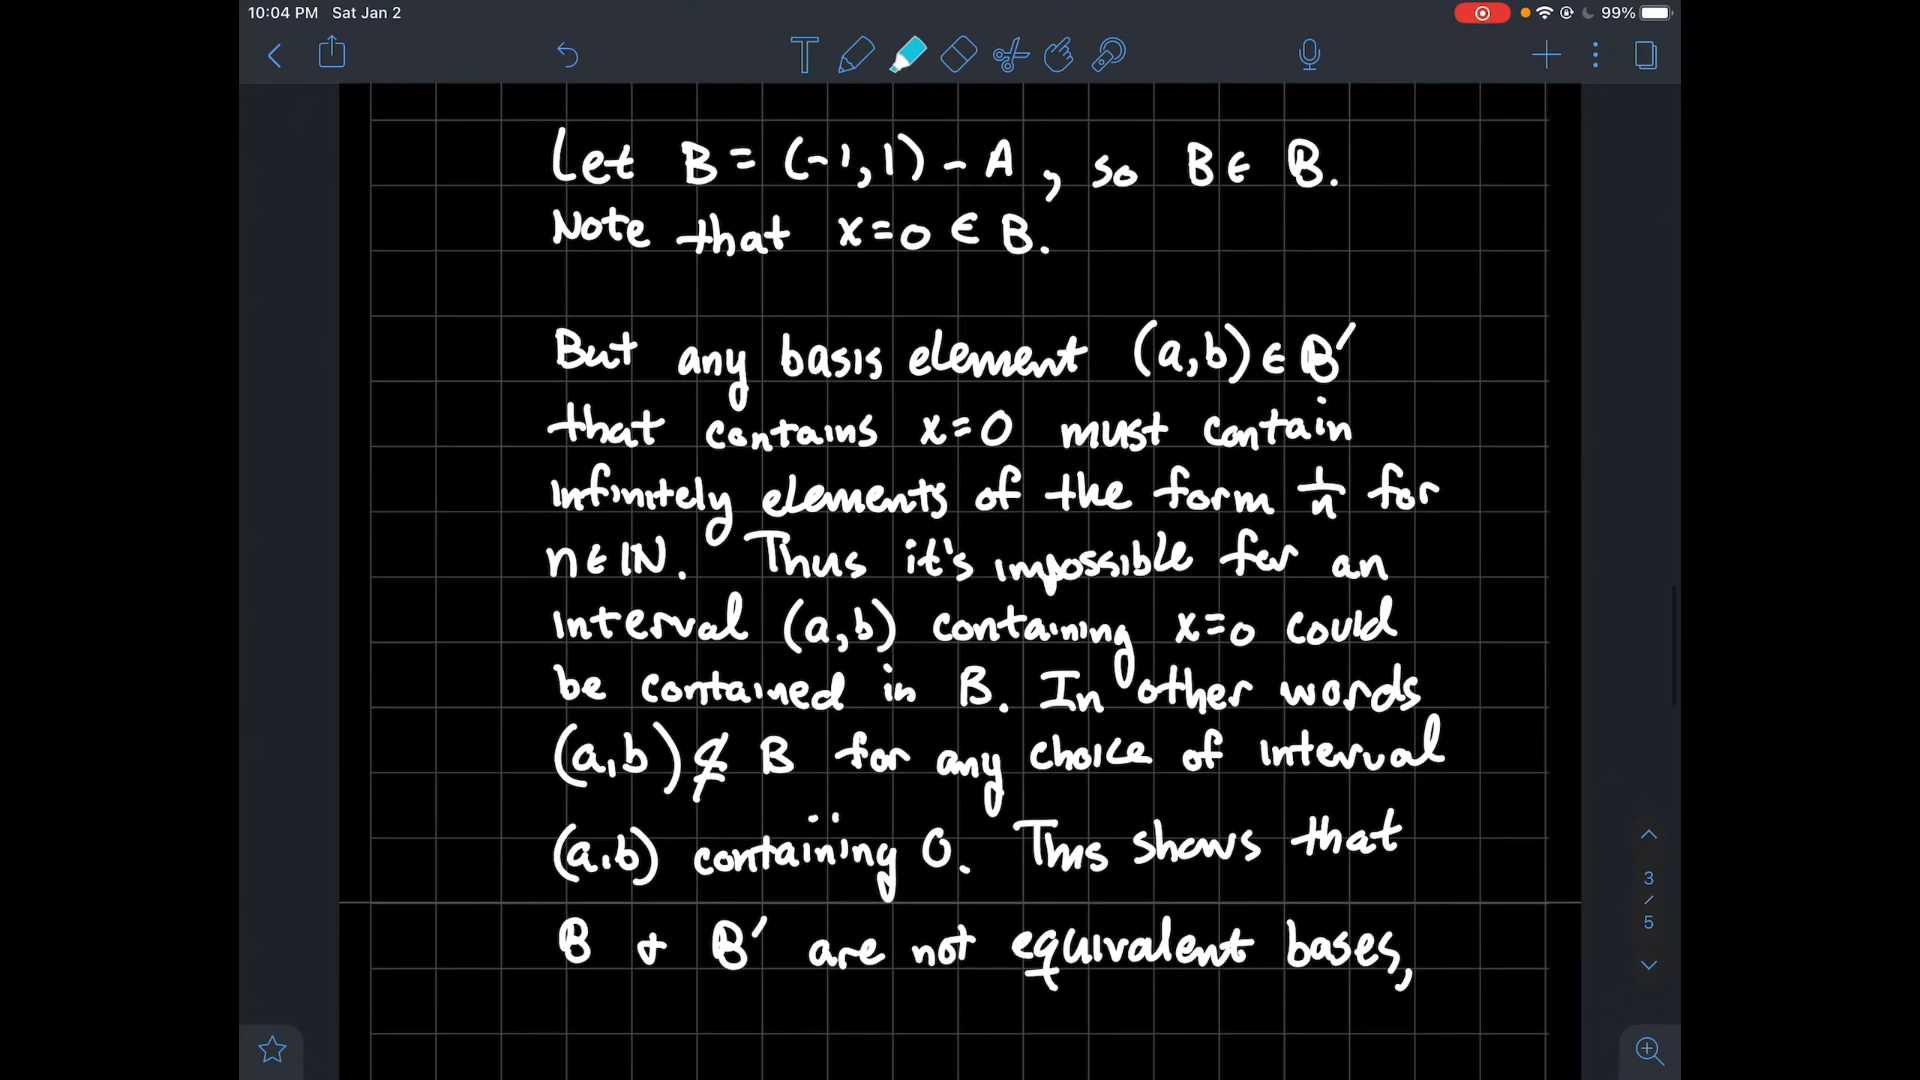 10:04 PM Sat Jan 2 99%
Let B = (-1, 1) - A, so B ∈ 𝔹.
Note that x=0 ∈ B.
But any basis element (a,b) ∈ 𝔹′
that contains x=0 must contain
infinitely elements of the form 1/n for
n ∈ ℕ. Thus it's impossible for an
interval (a,b) containing x=0 could
be contained in B. In other words
(a,b) ⊄ B for any choice of interval
(a,b) containing 0. This shows that
𝔹 & 𝔹′ are not equivalent bases,
3
/
5